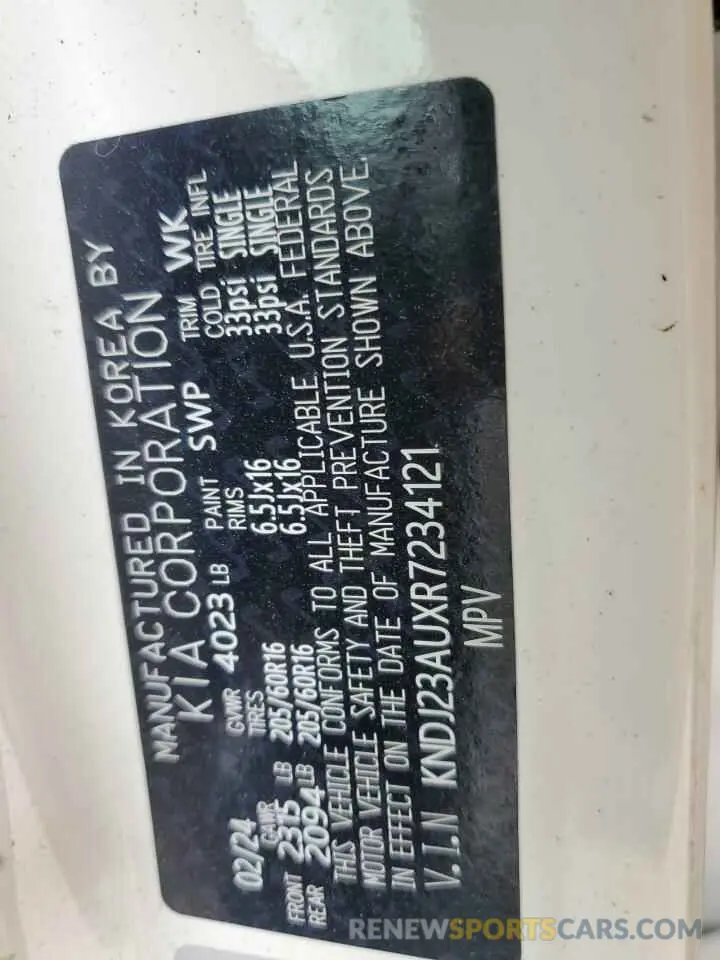 MANUFACTURED IN KOREA BY
KIA CORPORATION
02/24 GVWR 4023 LB PAINT SWP TRIM WK
GAWR TIRES RIMS COLD TIRE INFL
FRONT 2315 LB 205/60R16 6.5Jx16 33psi SINGLE
REAR 2094 LB 205/60R16 6.5Jx16 33psi SINGLE
THIS VEHICLE CONFORMS TO ALL APPLICABLE U.S.A. FEDERAL
MOTOR VEHICLE SAFETY AND THEFT PREVENTION STANDARDS
IN EFFECT ON THE DATE OF MANUFACTURE SHOWN ABOVE.
V.I.N KNDJ23AUXR7234121
MPV
RENEWSPORTSCARS.COM